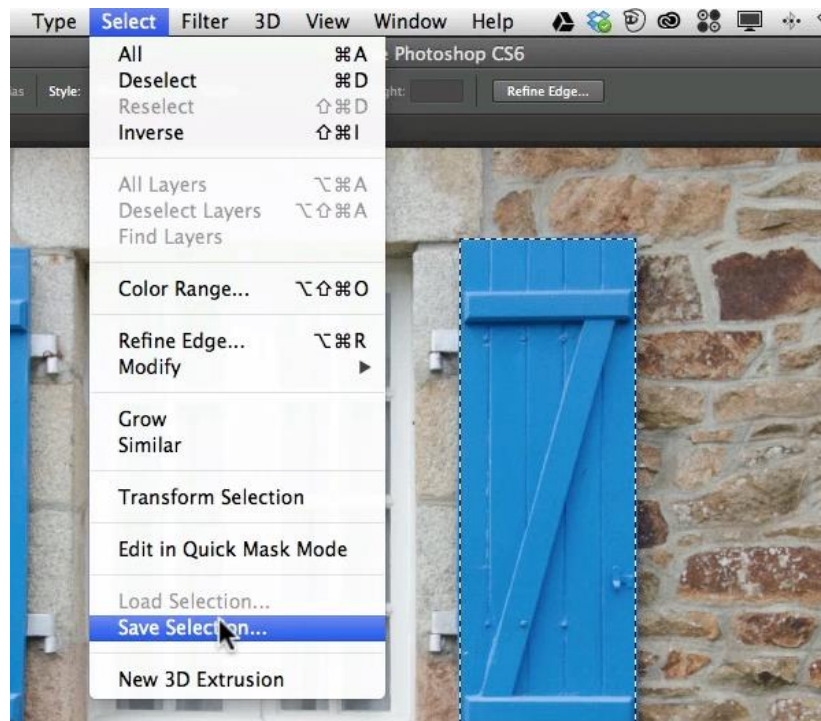 Type Select Filter 3D View Window Help
Photoshop CS6
Style: Refine Edge...
All ⌘A
Deselect ⌘D
Reselect ⇧⌘D
Inverse ⇧⌘I
All Layers ⌥⌘A
Deselect Layers ⌥⇧⌘A
Find Layers
Color Range... ⌥⇧⌘O
Refine Edge... ⌥⌘R
Modify ▶
Grow
Similar
Transform Selection
Edit in Quick Mask Mode
Load Selection...
Save Selection...
New 3D Extrusion